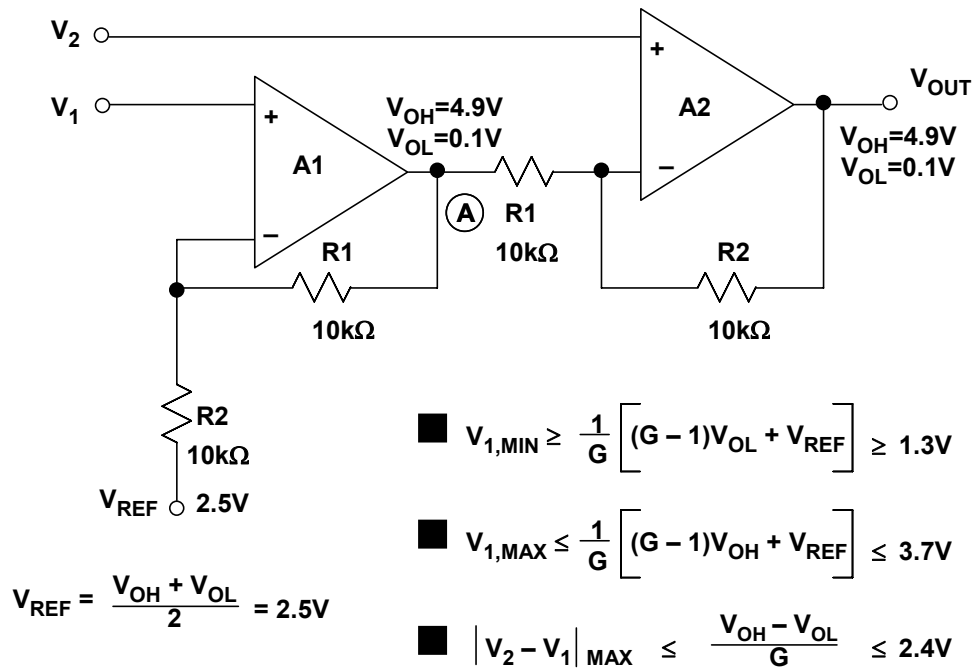 V2
V1
+
A1
−
VOH=4.9V
VOL=0.1V
A
R1
10kΩ
R1
10kΩ
R2
10kΩ
VREF 2.5V
+
A2
−
VOUT
VOH=4.9V
VOL=0.1V
R2
10kΩ
V1,MIN ≥ 1/G [(G – 1)VOL + VREF] ≥ 1.3V
V1,MAX ≤ 1/G [(G – 1)VOH + VREF] ≤ 3.7V
VREF = (VOH + VOL)/2 = 2.5V
|V2 – V1| MAX ≤ (VOH – VOL)/G ≤ 2.4V